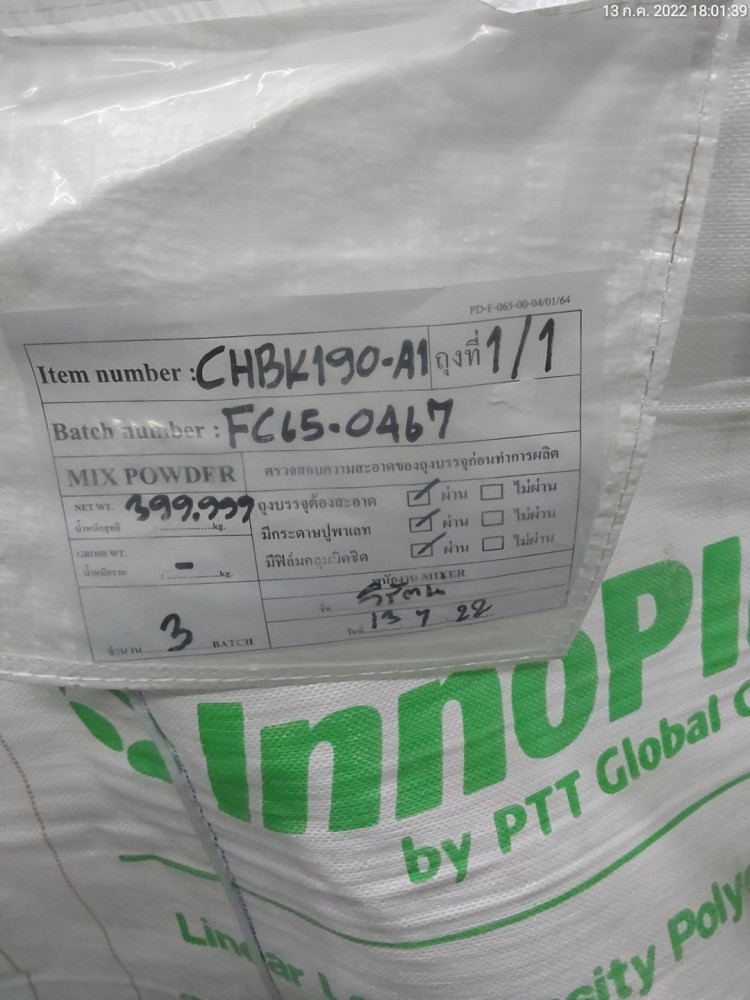 13 ก.ค. 2022 18:01:39
PD-F-065-00-04/01/64
Item number : CHBK190-A1 ถุงที่ 1/1
Batch number : FC65-0467
MIX POWDER ตรวจสอบความสะอาดของถุงบรรจุก่อนทำการผลิต
NET WT. 399.999 ถุงบรรจุต้องสะอาด ผ่าน ไม่ผ่าน
น้ำหนักสุทธิ :...............kg. มีกระดาษปูพาเลท ผ่าน ไม่ผ่าน
GROSS WT. - มีฟิล์มคลุมมิดชิด ผ่าน ไม่ผ่าน
น้ำหนักรวม :...............kg.
พนักงาน MIXER
ชื่อ
จำนวน 3 BATCH วันที่ 13 7 22
InnoPl
by PTT Global
Linear
sity Poly